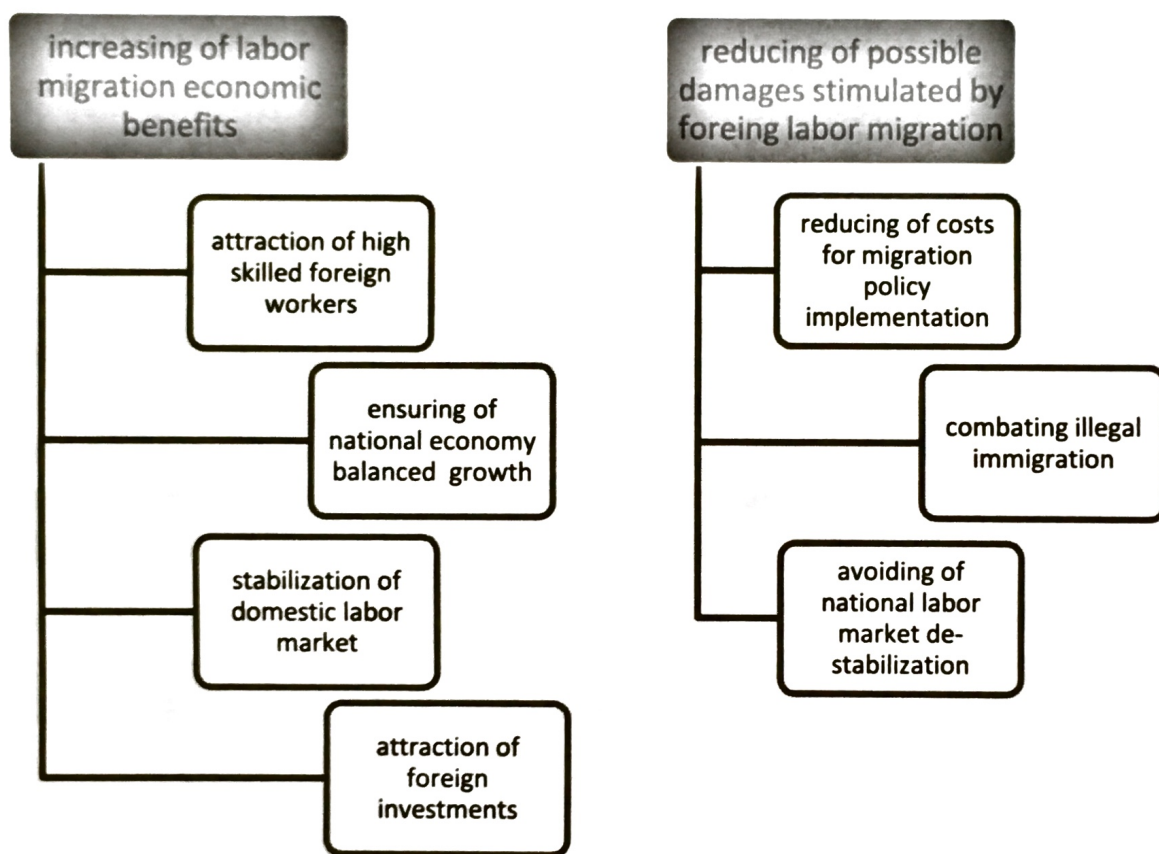 increasing of labor
migration economic
benefits
attraction of high
skilled foreign
workers
ensuring of
national economy
balanced growth
stabilization of
domestic labor
market
attraction of
foreign
investments
reducing of possible
damages stimulated by
foreing labor migration
reducing of costs
for migration
policy
implementation
combating illegal
immigration
avoiding of
national labor
market de-
stabilization